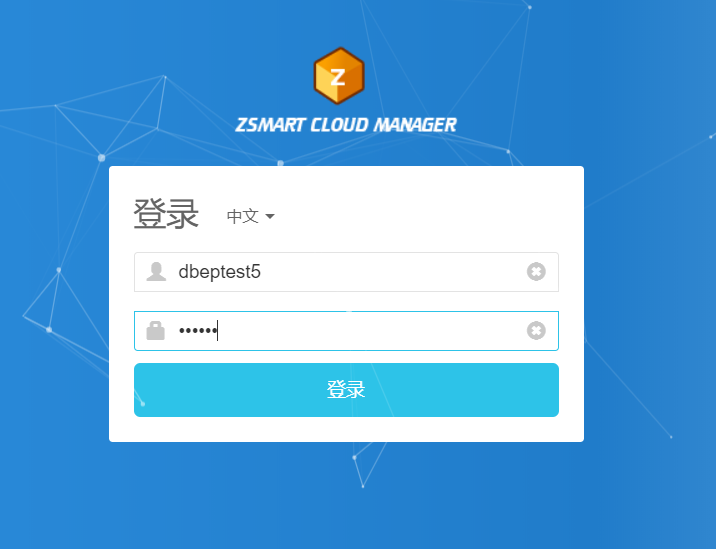 Z
ZSMART CLOUD MANAGER
登录 中文
dbeptest5
••••••
登录